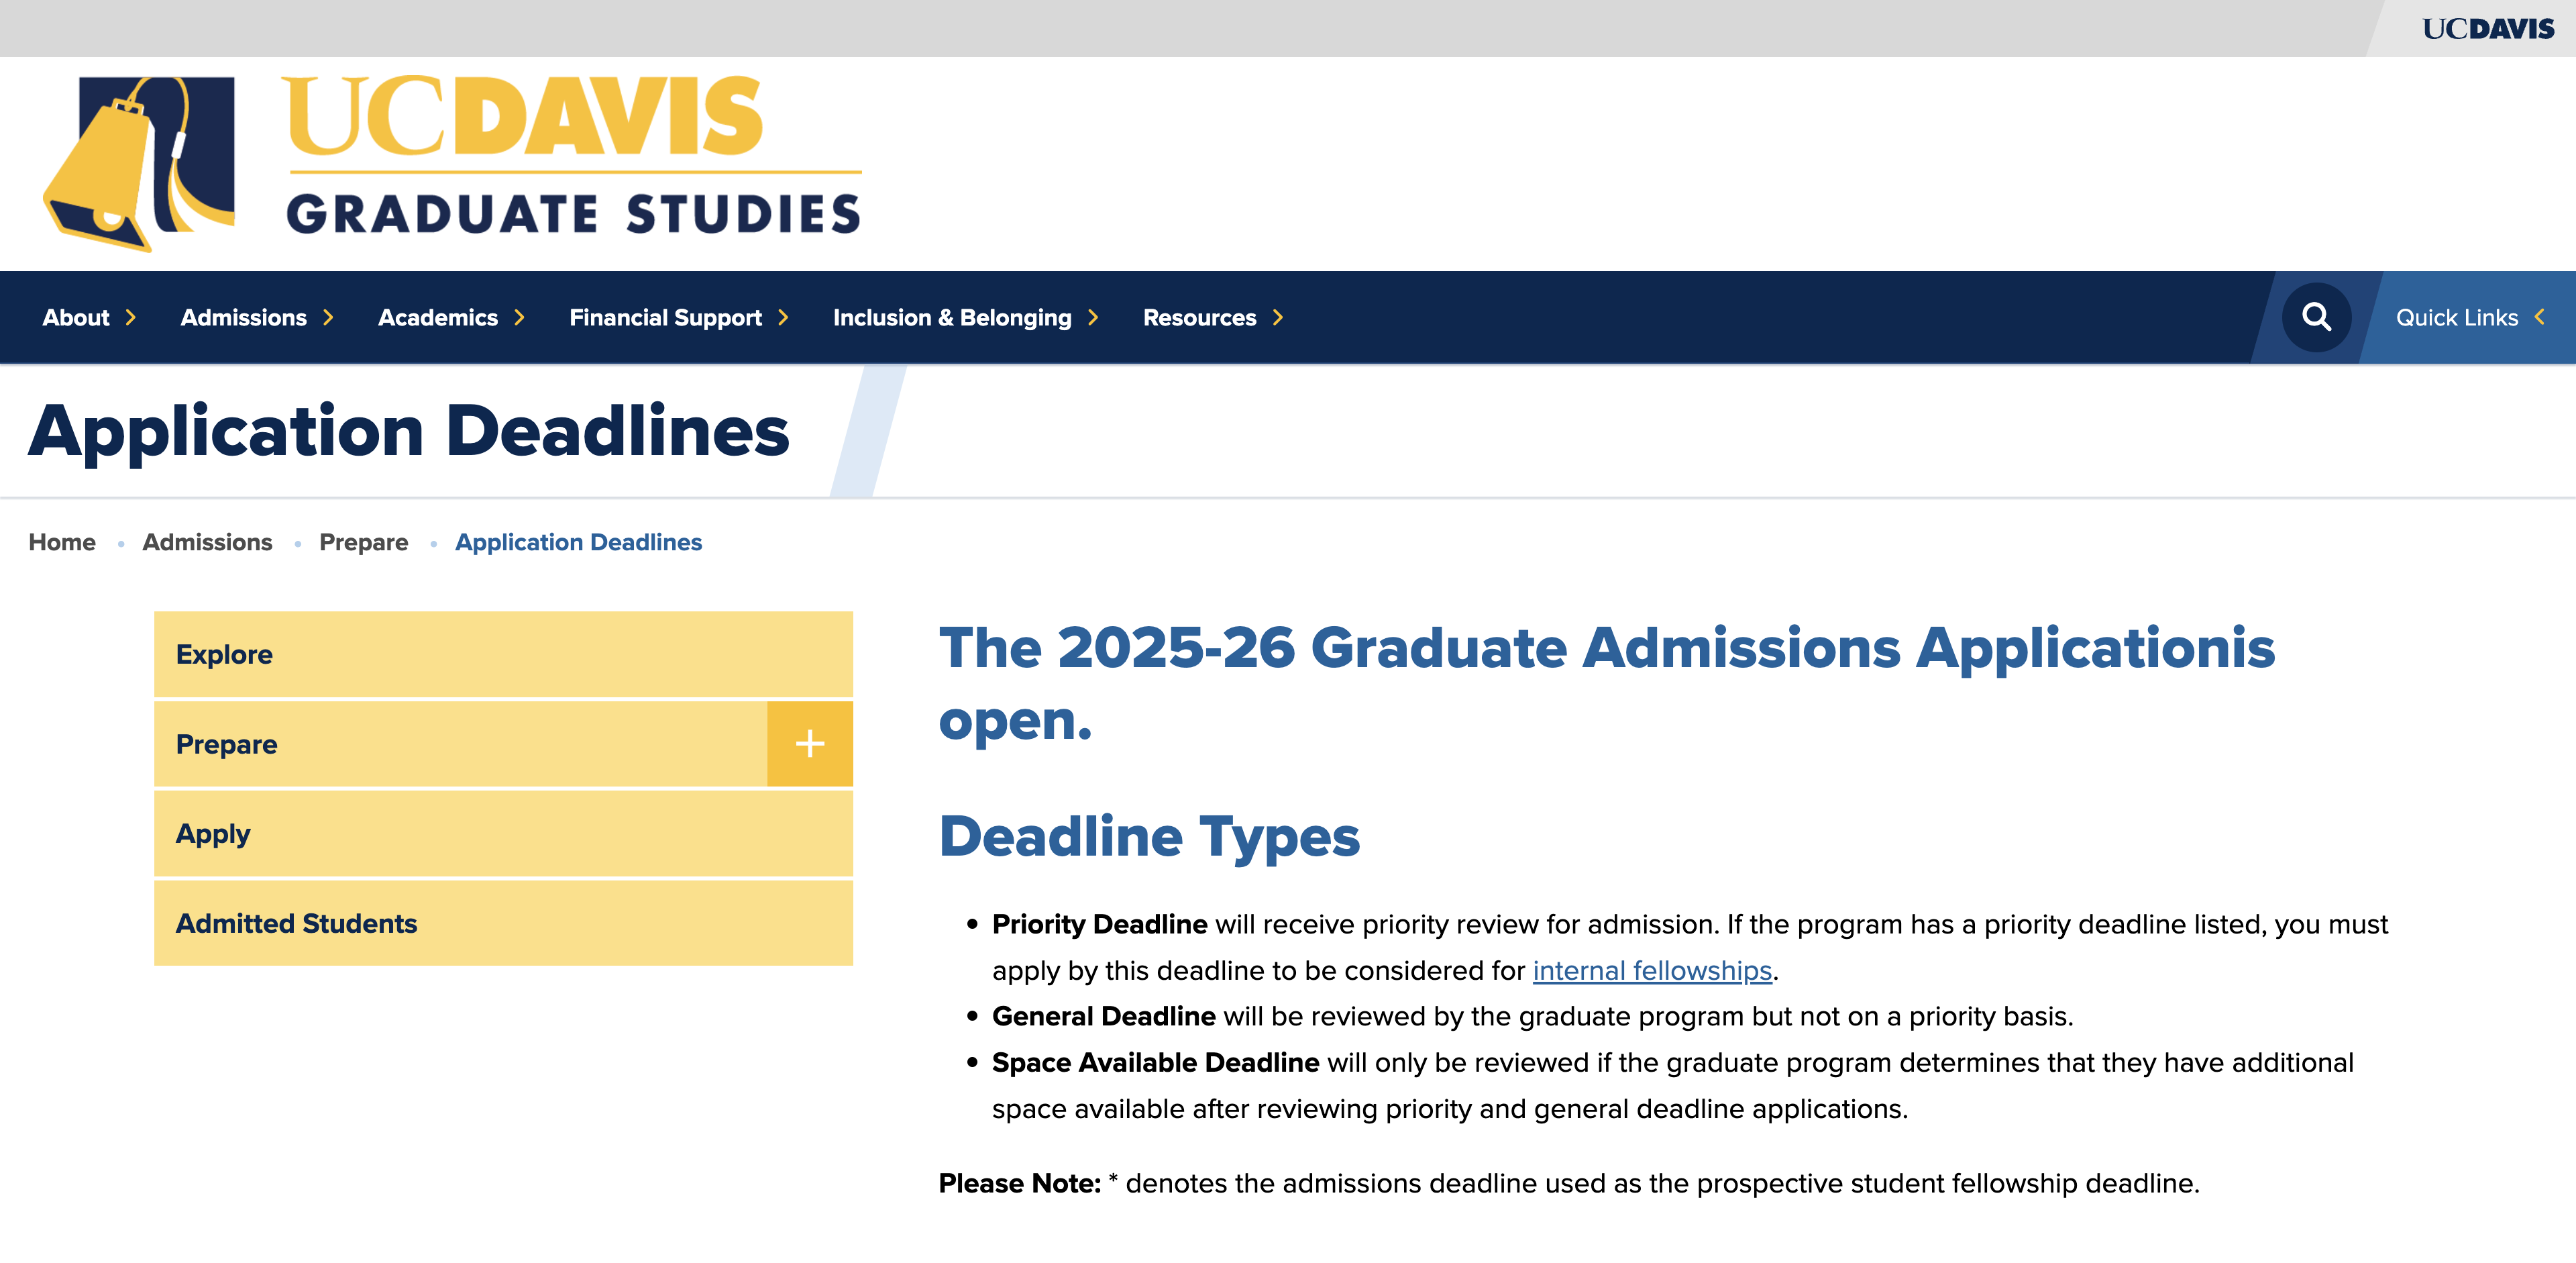 UCDAVIS
UCDAVIS
GRADUATE STUDIES
About Admissions Academics Financial Support Inclusion & Belonging Resources Quick Links
Application Deadlines
Home • Admissions • Prepare • Application Deadlines
Explore
Prepare +
Apply
Admitted Students
The 2025-26 Graduate Admissions Applicationis
open.
Deadline Types
• Priority Deadline will receive priority review for admission. If the program has a priority deadline listed, you must
apply by this deadline to be considered for internal fellowships.
• General Deadline will be reviewed by the graduate program but not on a priority basis.
• Space Available Deadline will only be reviewed if the graduate program determines that they have additional
space available after reviewing priority and general deadline applications.
Please Note: * denotes the admissions deadline used as the prospective student fellowship deadline.